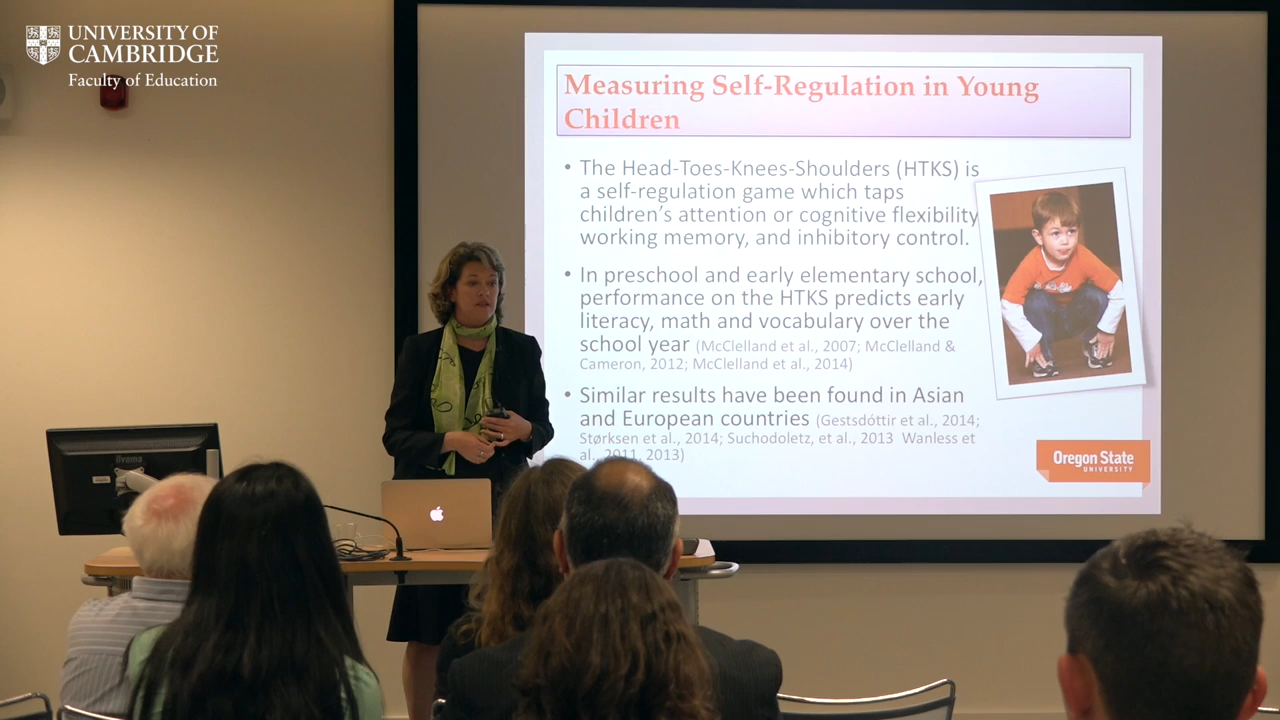 UNIVERSITY OF
CAMBRIDGE
Faculty of Education
Measuring Self-Regulation in Young
Children
• The Head-Toes-Knees-Shoulders (HTKS) is
a self-regulation game which taps
children's attention or cognitive flexibility
working memory, and inhibitory control.
• In preschool and early elementary school,
performance on the HTKS predicts early
literacy, math and vocabulary over the
school year (McClelland et al., 2007; McClelland &
Cameron, 2012; McClelland et al., 2014)
• Similar results have been found in Asian
and European countries (Gestsdóttir et al., 2014;
Størksen et al., 2014; Suchodoletz, et al., 2013 Wanless et
al., 2011, 2013)
Oregon State
UNIVERSITY
iiyama